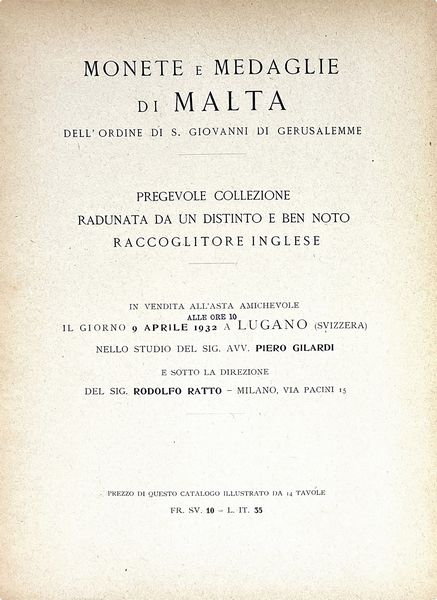 MONETE E MEDAGLIE
DI MALTA
DELL'ORDINE DI S. GIOVANNI DI GERUSALEMME
PREGEVOLE COLLEZIONE
RADUNATA DA UN DISTINTO E BEN NOTO
RACCOGLITORE INGLESE
IN VENDITA ALL'ASTA AMICHEVOLE
ALLE ORE 10
IL GIORNO 9 APRILE 1932 A LUGANO (SVIZZERA)
NELLO STUDIO DEL SIG. AVV. PIERO GILARDI
E SOTTO LA DIREZIONE
DEL SIG. RODOLFO RATTO – MILANO, VIA PACINI 15
PREZZO DI QUESTO CATALOGO ILLUSTRATO DA 14 TAVOLE
FR. SV. 10 – L. IT. 35